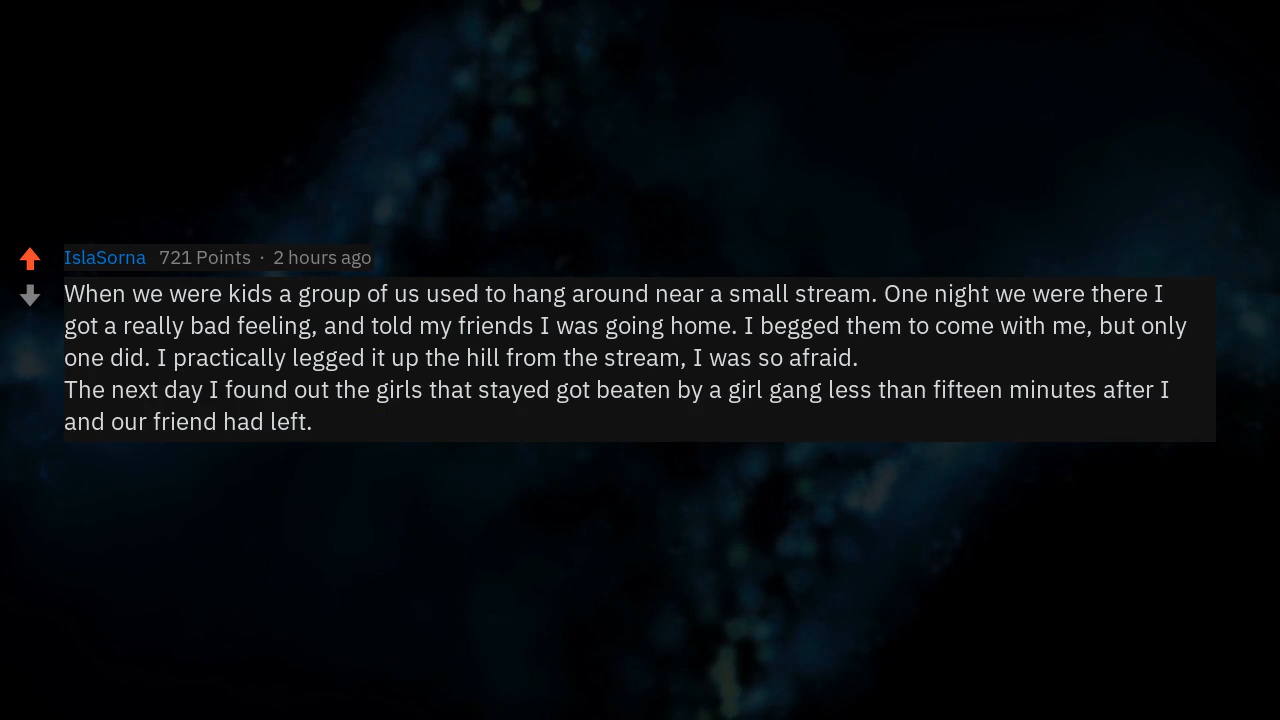 IslaSorna 721 Points · 2 hours ago
When we were kids a group of us used to hang around near a small stream. One night we were there I
got a really bad feeling, and told my friends I was going home. I begged them to come with me, but only
one did. I practically legged it up the hill from the stream, I was so afraid.
The next day I found out the girls that stayed got beaten by a girl gang less than fifteen minutes after I
and our friend had left.